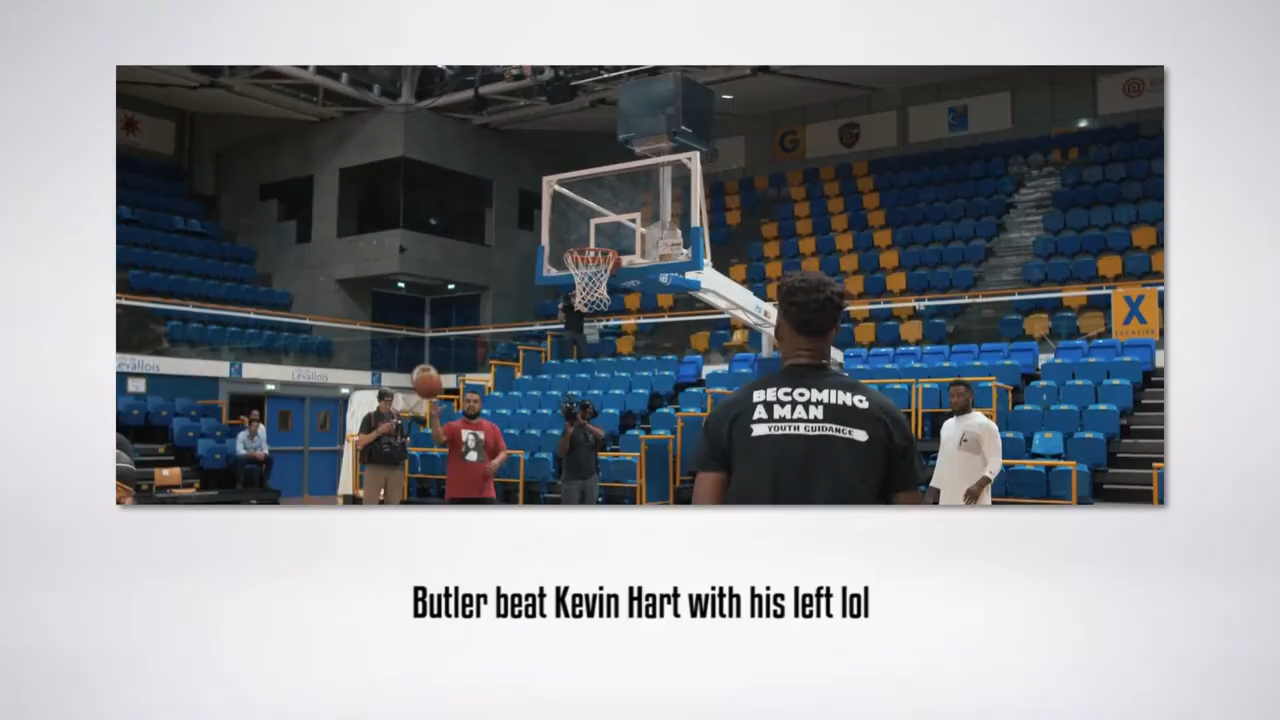 G
X
Levallois
Levallois
BECOMING
A MAN
YOUTH GUIDANCE
Butler beat Kevin Hart with his left lol